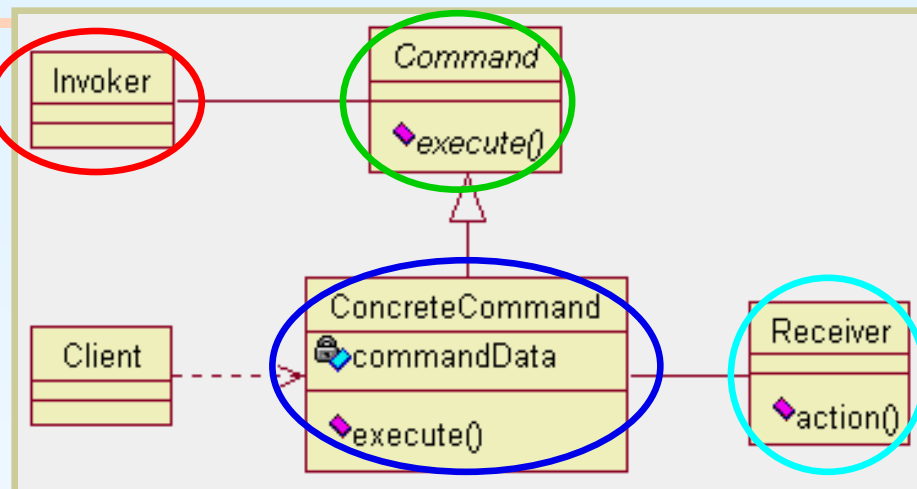 Invoker
Command
execute()
Client
ConcreteCommand
commandData
execute()
Receiver
action()